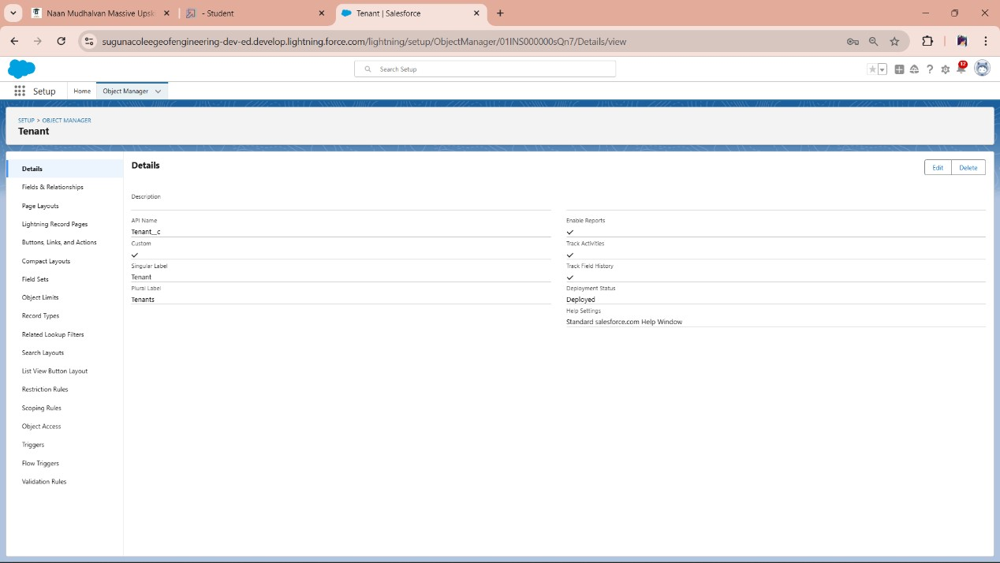 Naan Mudhalvan Massive Upsk
- Student
Tenant | Salesforce
sugunacoleegeofengineering-dev-ed.develop.lightning.force.com/lightning/setup/ObjectManager/01INS000000sQn7/Details/view
Search Setup
12
Setup
Home
Object Manager
SETUP > OBJECT MANAGER
Tenant
Details
Fields & Relationships
Page Layouts
Lightning Record Pages
Buttons, Links, and Actions
Compact Layouts
Field Sets
Object Limits
Record Types
Related Lookup Filters
Search Layouts
List View Button Layout
Restriction Rules
Scoping Rules
Object Access
Triggers
Flow Triggers
Validation Rules
Details
Edit
Delete
Description
API Name
Tenant__c
Custom
Singular Label
Tenant
Plural Label
Tenants
Enable Reports
Track Activities
Track Field History
Deployment Status
Deployed
Help Settings
Standard salesforce.com Help Window